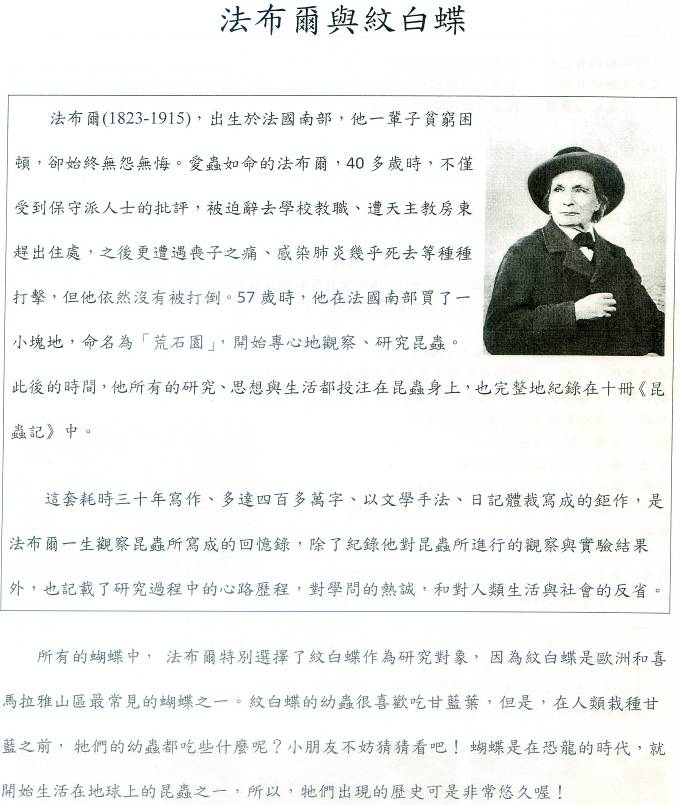 法布爾與紋白蝶
法布爾(1823-1915)，出生於法國南部，他一輩子貧窮困
頓，卻始終無怨無悔。愛蟲如命的法布爾，40 多歲時，不僅
受到保守派人士的批評，被迫辭去學校教職、遭天主教房東
趕出住處，之後更遭遇喪子之痛、感染肺炎幾乎死去等種種
打擊，但他依然沒有被打倒。57 歲時，他在法國南部買了一
小塊地，命名為「荒石園」，開始專心地觀察、研究昆蟲。
此後的時間，他所有的研究、思想與生活都投注在昆蟲身上，也完整地紀錄在十冊《昆
蟲記》中。
這套耗時三十年寫作、多達四百多萬字、以文學手法、日記體裁寫成的鉅作，是
法布爾一生觀察昆蟲所寫成的回憶錄，除了紀錄他對昆蟲所進行的觀察與實驗結果
外，也記載了研究過程中的心路歷程，對學問的熱誠，和對人類生活與社會的反省。
所有的蝴蝶中， 法布爾特別選擇了紋白蝶作為研究對象， 因為紋白蝶是歐洲和喜
馬拉雅山區最常見的蝴蝶之一。紋白蝶的幼蟲很喜歡吃甘藍葉，但是，在人類栽種甘
藍之前， 牠們的幼蟲都吃些什麼呢？小朋友不妨猜猜看吧！ 蝴蝶是在恐龍的時代，就
開始生活在地球上的昆蟲之一，所以，牠們出現的歷史可是非常悠久喔！